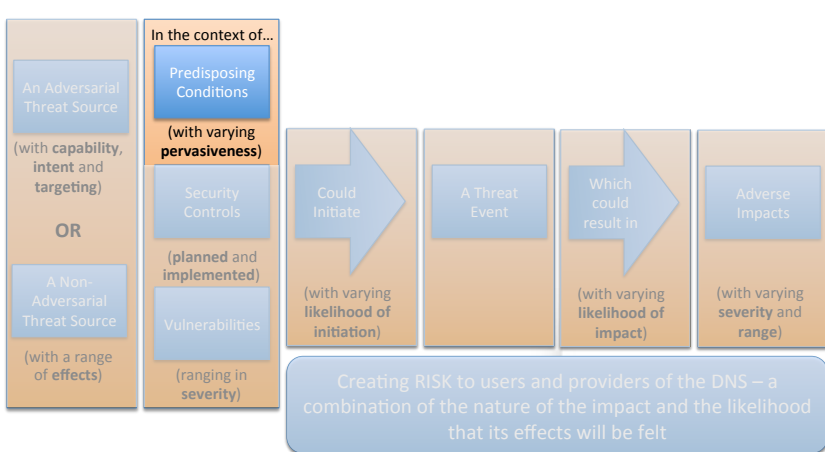 An Adversarial
Threat Source
(with capability,
intent and
targeting)
OR
A Non-
Adversarial
Threat Source
(with a range
of effects)
In the context of...
Predisposing
Conditions
(with varying
pervasiveness)
Security
Controls
(planned and
implemented)
Vulnerabilities
(ranging in
severity)
Could
Initiate
(with varying
likelihood of
initiation)
A Threat
Event
Which
could
result in
(with varying
likelihood of
impact)
Adverse
Impacts
(with varying
severity and
range)
Creating RISK to users and providers of the DNS – a
combination of the nature of the impact and the likelihood
that its effects will be felt